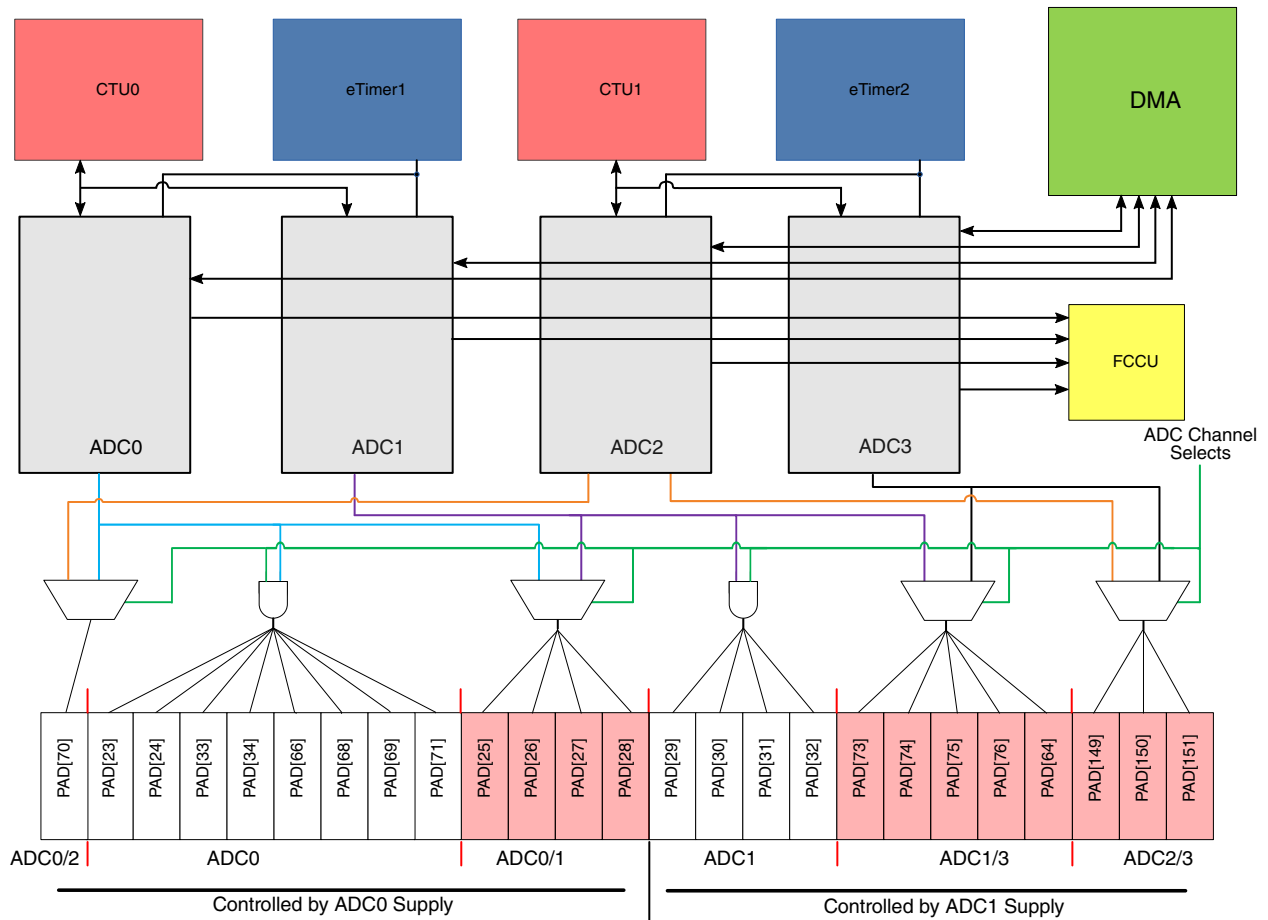 CTU0
eTimer1
CTU1
eTimer2
DMA
FCCU
ADC0
ADC1
ADC2
ADC3
ADC Channel
Selects
PAD[70]
PAD[23]
PAD[24]
PAD[33]
PAD[34]
PAD[66]
PAD[68]
PAD[69]
PAD[71]
PAD[25]
PAD[26]
PAD[27]
PAD[28]
PAD[29]
PAD[30]
PAD[31]
PAD[32]
PAD[73]
PAD[74]
PAD[75]
PAD[76]
PAD[64]
PAD[149]
PAD[150]
PAD[151]
ADC0/2
ADC0
ADC0/1
ADC1
ADC1/3
ADC2/3
Controlled by ADC0 Supply
Controlled by ADC1 Supply